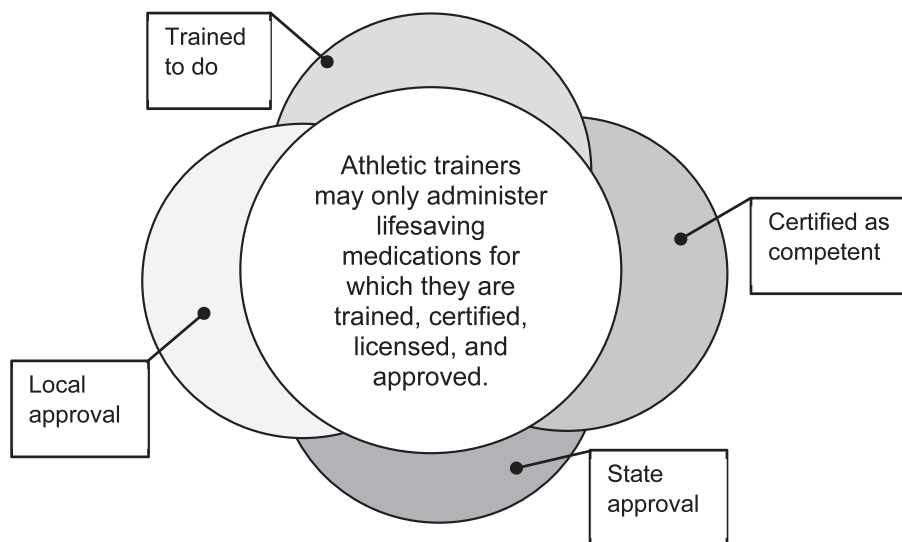 Trained
to do
Athletic trainers
may only administer
lifesaving
medications for
which they are
trained, certified,
licensed, and
approved.
Certified as
competent
Local
approval
State
approval